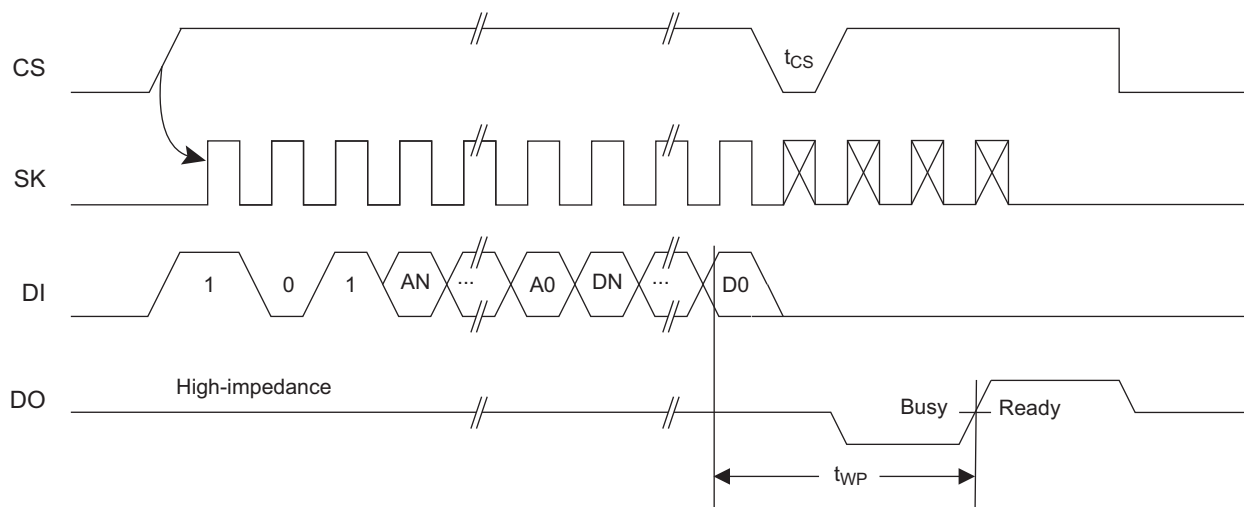 CS
tCS
SK
DI
1 0 1 AN ... A0 DN ... D0
DO
High-impedance
Busy Ready
tWP